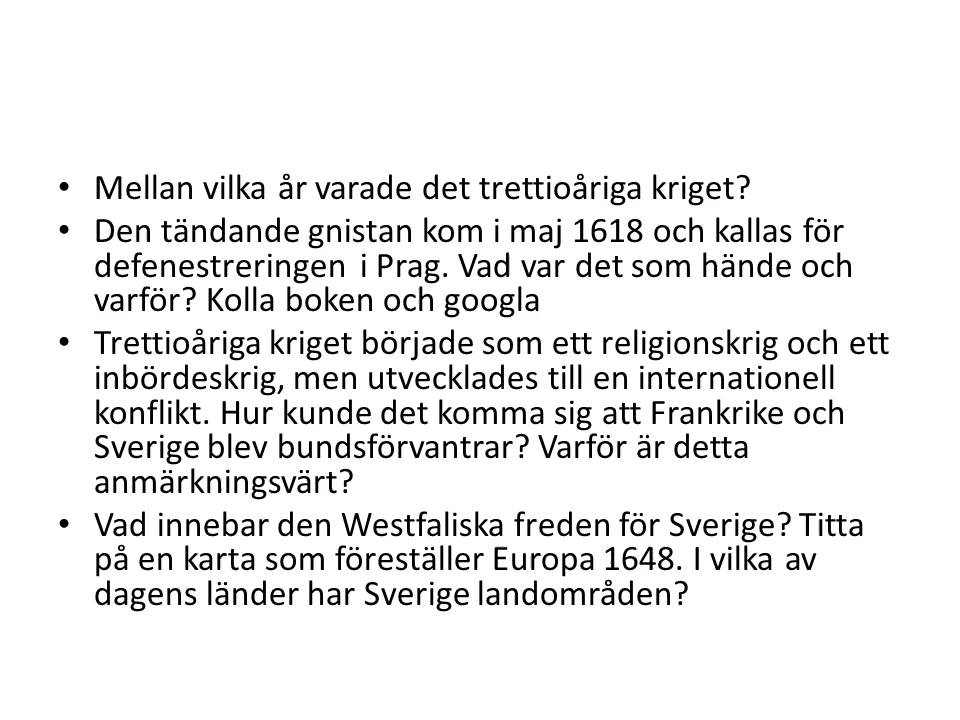 • Mellan vilka år varade det trettioåriga kriget?
• Den tändande gnistan kom i maj 1618 och kallas för
defenestreringen i Prag. Vad var det som hände och
varför? Kolla boken och googla
• Trettioåriga kriget började som ett religionskrig och ett
inbördeskrig, men utvecklades till en internationell
konflikt. Hur kunde det komma sig att Frankrike och
Sverige blev bundsförvantrar? Varför är detta
anmärkningsvärt?
• Vad innebar den Westfaliska freden för Sverige? Titta
på en karta som föreställer Europa 1648. I vilka av
dagens länder har Sverige landområden?